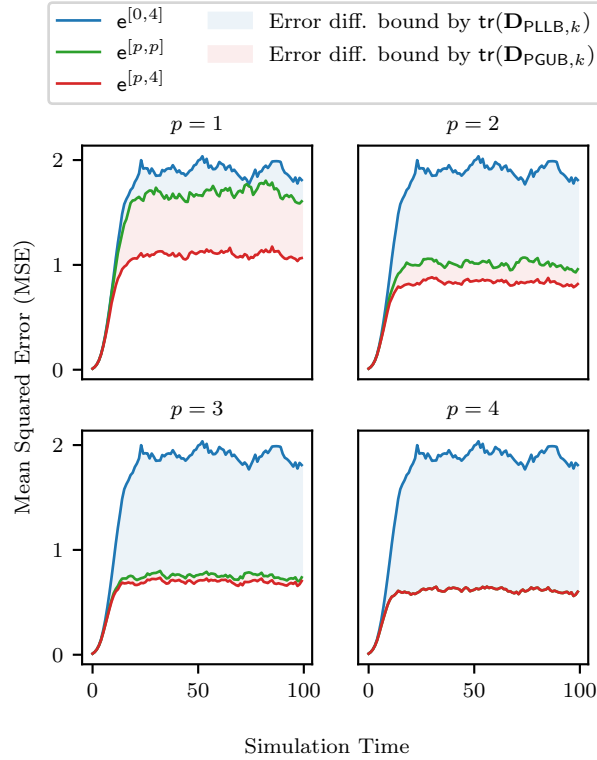 e^{[0,4]} Error diff. bound by tr(D_{PLLB,k})
e^{[p,p]} Error diff. bound by tr(D_{PGUB,k})
e^{[p,4]}
p = 1
p = 2
2
1
0
p = 3
p = 4
2
1
0
0 50 100
0 50 100
Mean Squared Error (MSE)
Simulation Time